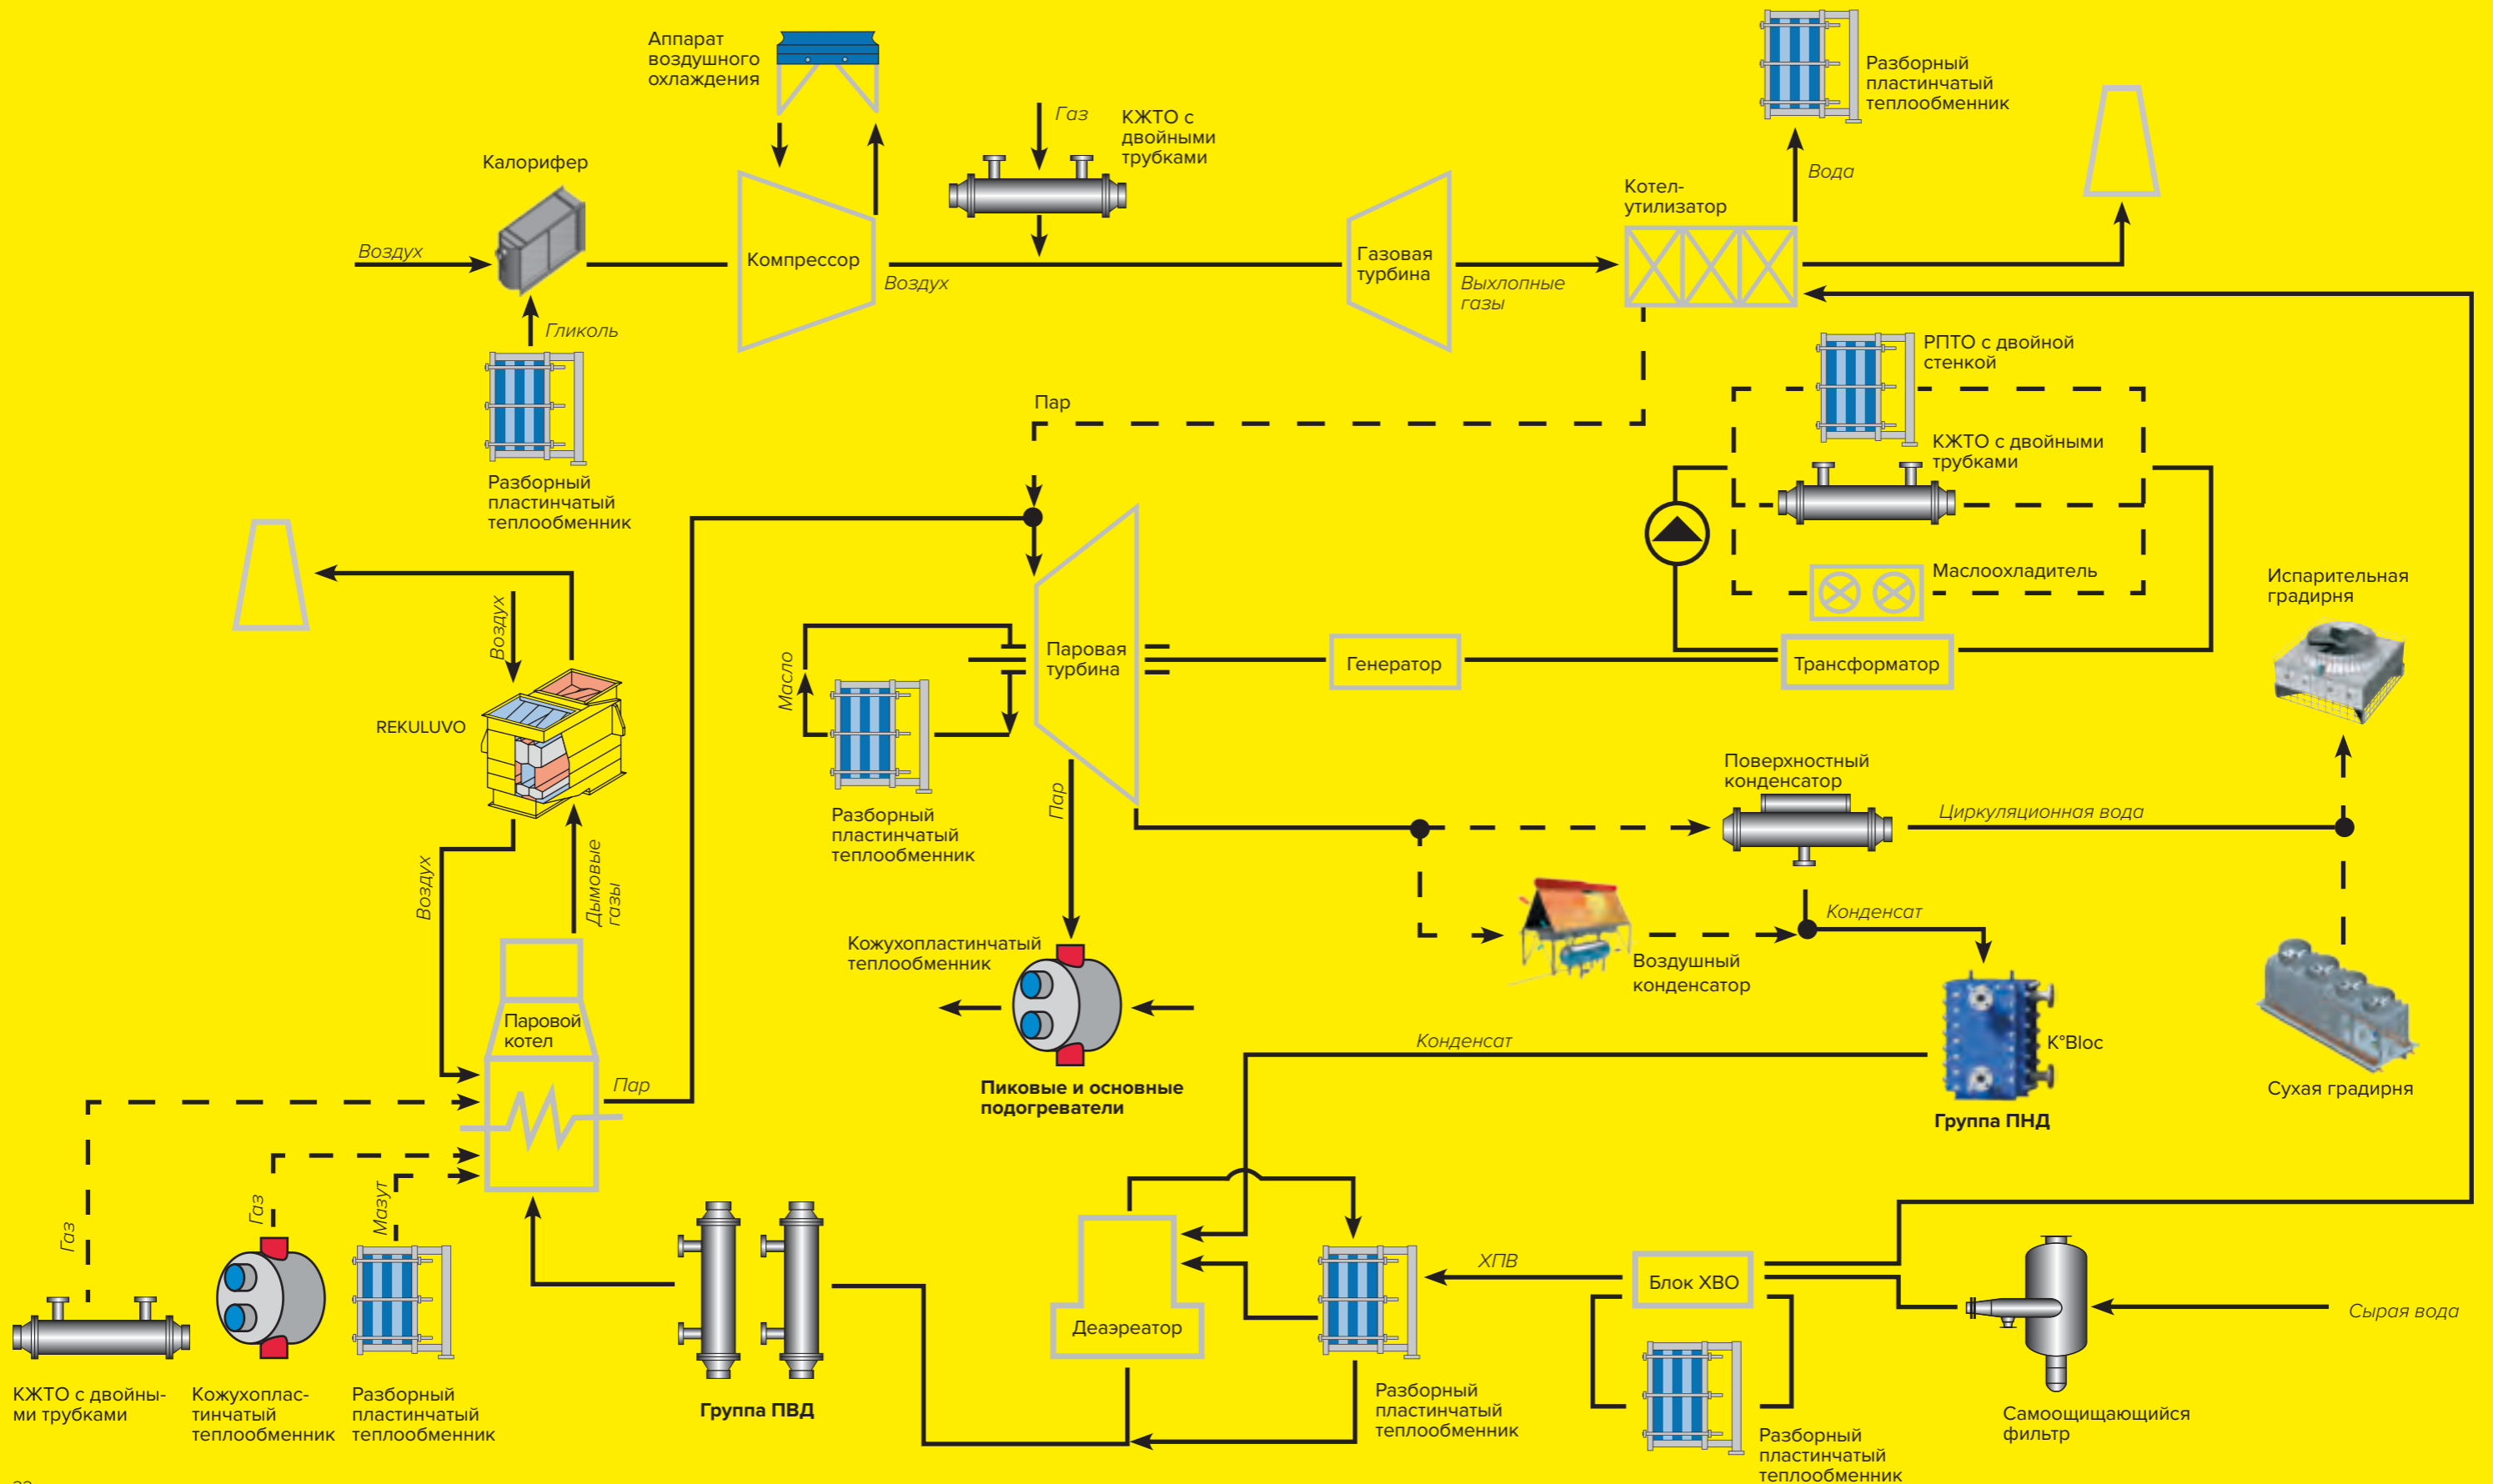 Аппарат
воздушного
охлаждения
Газ
КЖТО с
двойными
трубками
Разборный
пластинчатый
теплообменник
Калорифер
Вода
Котел-
утилизатор
Воздух
Компрессор
Воздух
Газовая
турбина
Выхлопные
газы
Гликоль
РПТО с двойной
стенкой
Пар
КЖТО с двойными
трубками
Разборный
пластинчатый
теплообменник
Маслоохладитель
Испарительная
градирня
Воздух
Масло
Паровая
турбина
Генератор
Трансформатор
REKULUVO
Поверхностный
конденсатор
Пар
Циркуляционная вода
Разборный
пластинчатый
теплообменник
Воздух
Дымовые
газы
Конденсат
Кожухопластинчатый
теплообменник
Воздушный
конденсатор
Паровой
котел
Конденсат
K°Bloc
Пар
Пиковые и основные
подогреватели
Сухая градирня
Группа ПНД
Газ
Газ
Мазут
ХПВ
Блок ХВО
Сырая вода
Деаэреатор
КЖТО с двойны-
ми трубками
Кожухоплас-
тинчатый
теплообменник
Разборный
пластинчатый
теплообменник
Группа ПВД
Разборный
пластинчатый
теплообменник
Самоощищающийся
фильтр
Разборный
пластинчатый
теплообменник